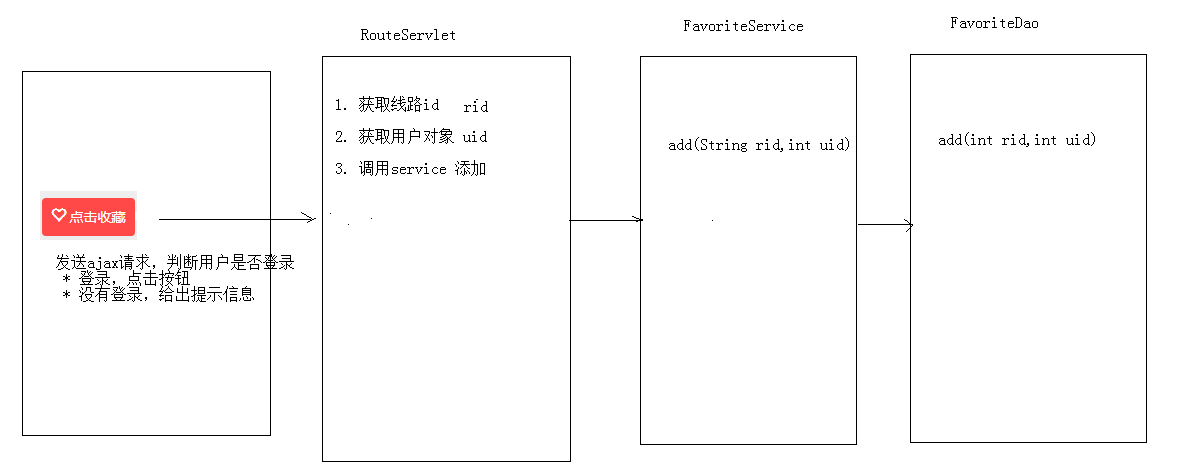 点击收藏
发送ajax请求，判断用户是否登录
* 登录，点击按钮
* 没有登录，给出提示信息
RouteServlet
1. 获取线路id rid
2. 获取用户对象 uid
3. 调用service 添加
FavoriteService
add(String rid,int uid)
FavoriteDao
add(int rid,int uid)